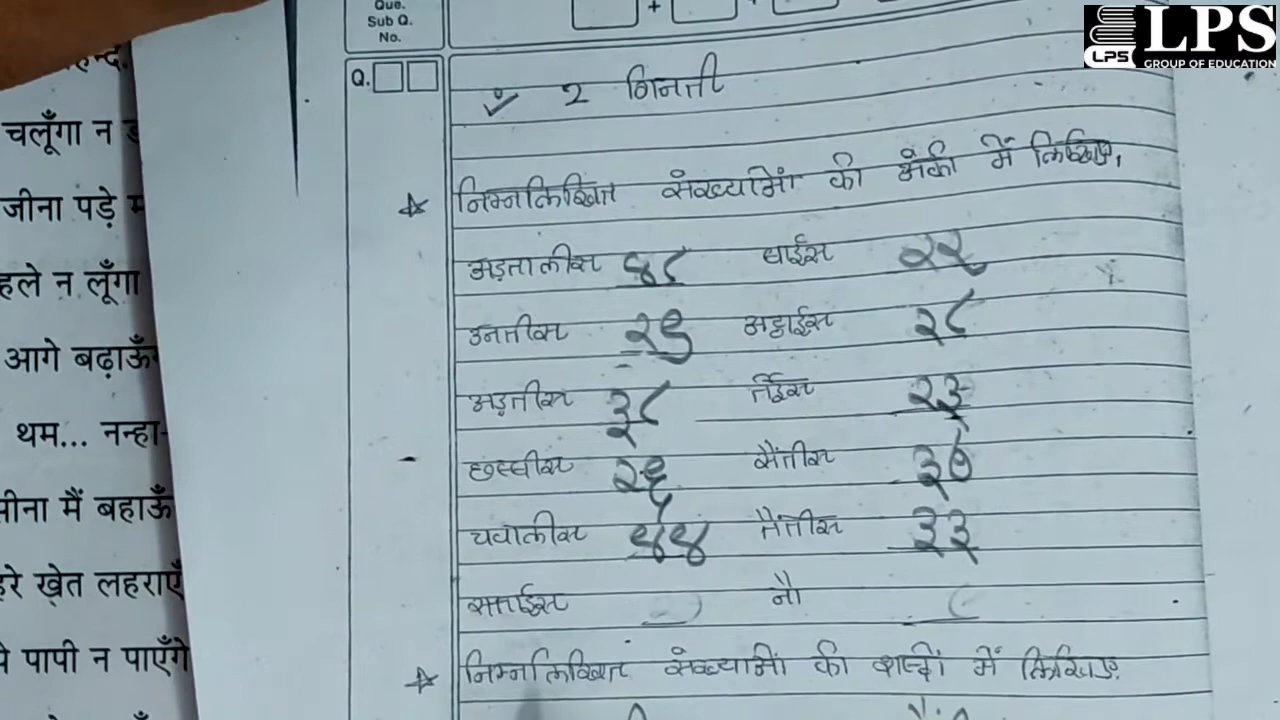 LPS
LPS
GROUP OF EDUCATION
Que.
Sub Q.
No.
+
Q.
२ गिनती
निम्नलिखित संख्याओं को अंकों में लिखिए,
अड़तालीस ४८ बाईस २२
उनतीस २९ अट्ठाईस २८
अड़तीस ३८ तेईस २३
छब्बीस २६ सैंतीस ३७
चवालीस ४४ तैंतीस ३३
सत्ताईस नौ
निम्नलिखित संख्याओं को शब्दों में लिखिए
चलूँगा न
जीना पड़े
हले न लूँगा
आगे बढ़ाऊँ
थम... नन्हा
सीना मैं बहाऊँ
हरे खेत लहराएँ
ये पापी न पाएँगे